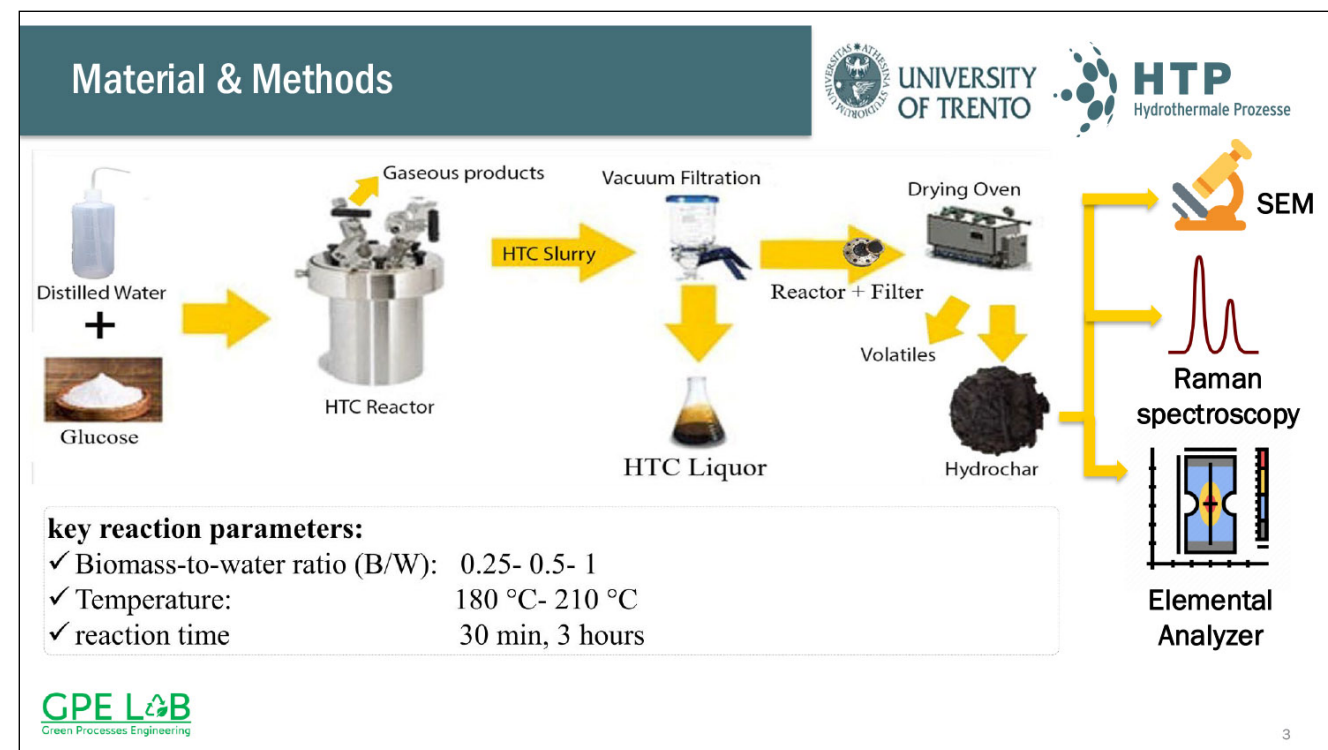 Material & Methods
UNIVERSITAS ATHESINA STUDIORUM
UNIVERSITY
OF TRENTO
HTP
Hydrothermale Prozesse
Gaseous products
Vacuum Filtration
Drying Oven
SEM
HTC Slurry
Distilled Water
+
Reactor + Filter
Volatiles
Raman
spectroscopy
HTC Reactor
Glucose
HTC Liquor
Hydrochar
key reaction parameters:
✓ Biomass-to-water ratio (B/W): 0.25- 0.5- 1
✓ Temperature: 180 °C- 210 °C
✓ reaction time 30 min, 3 hours
Elemental
Analyzer
GPE LAB
Green Processes Engineering
3